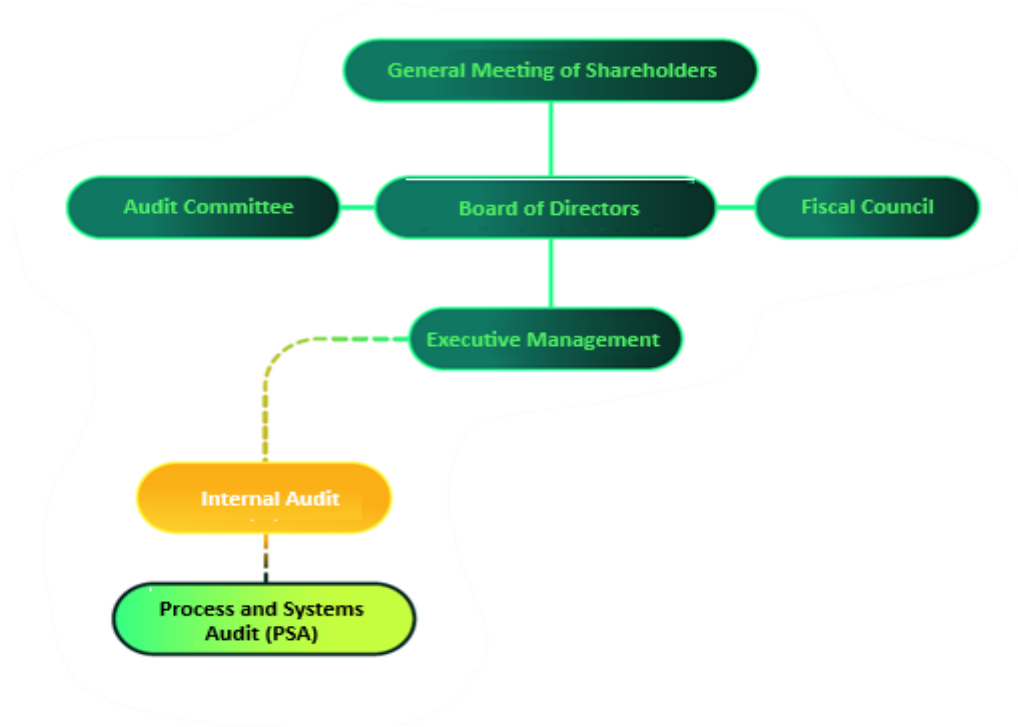 General Meeting of Shareholders
Audit Committee
Board of Directors
Fiscal Council
Executive Management
Internal Audit
Process and Systems
Audit (PSA)